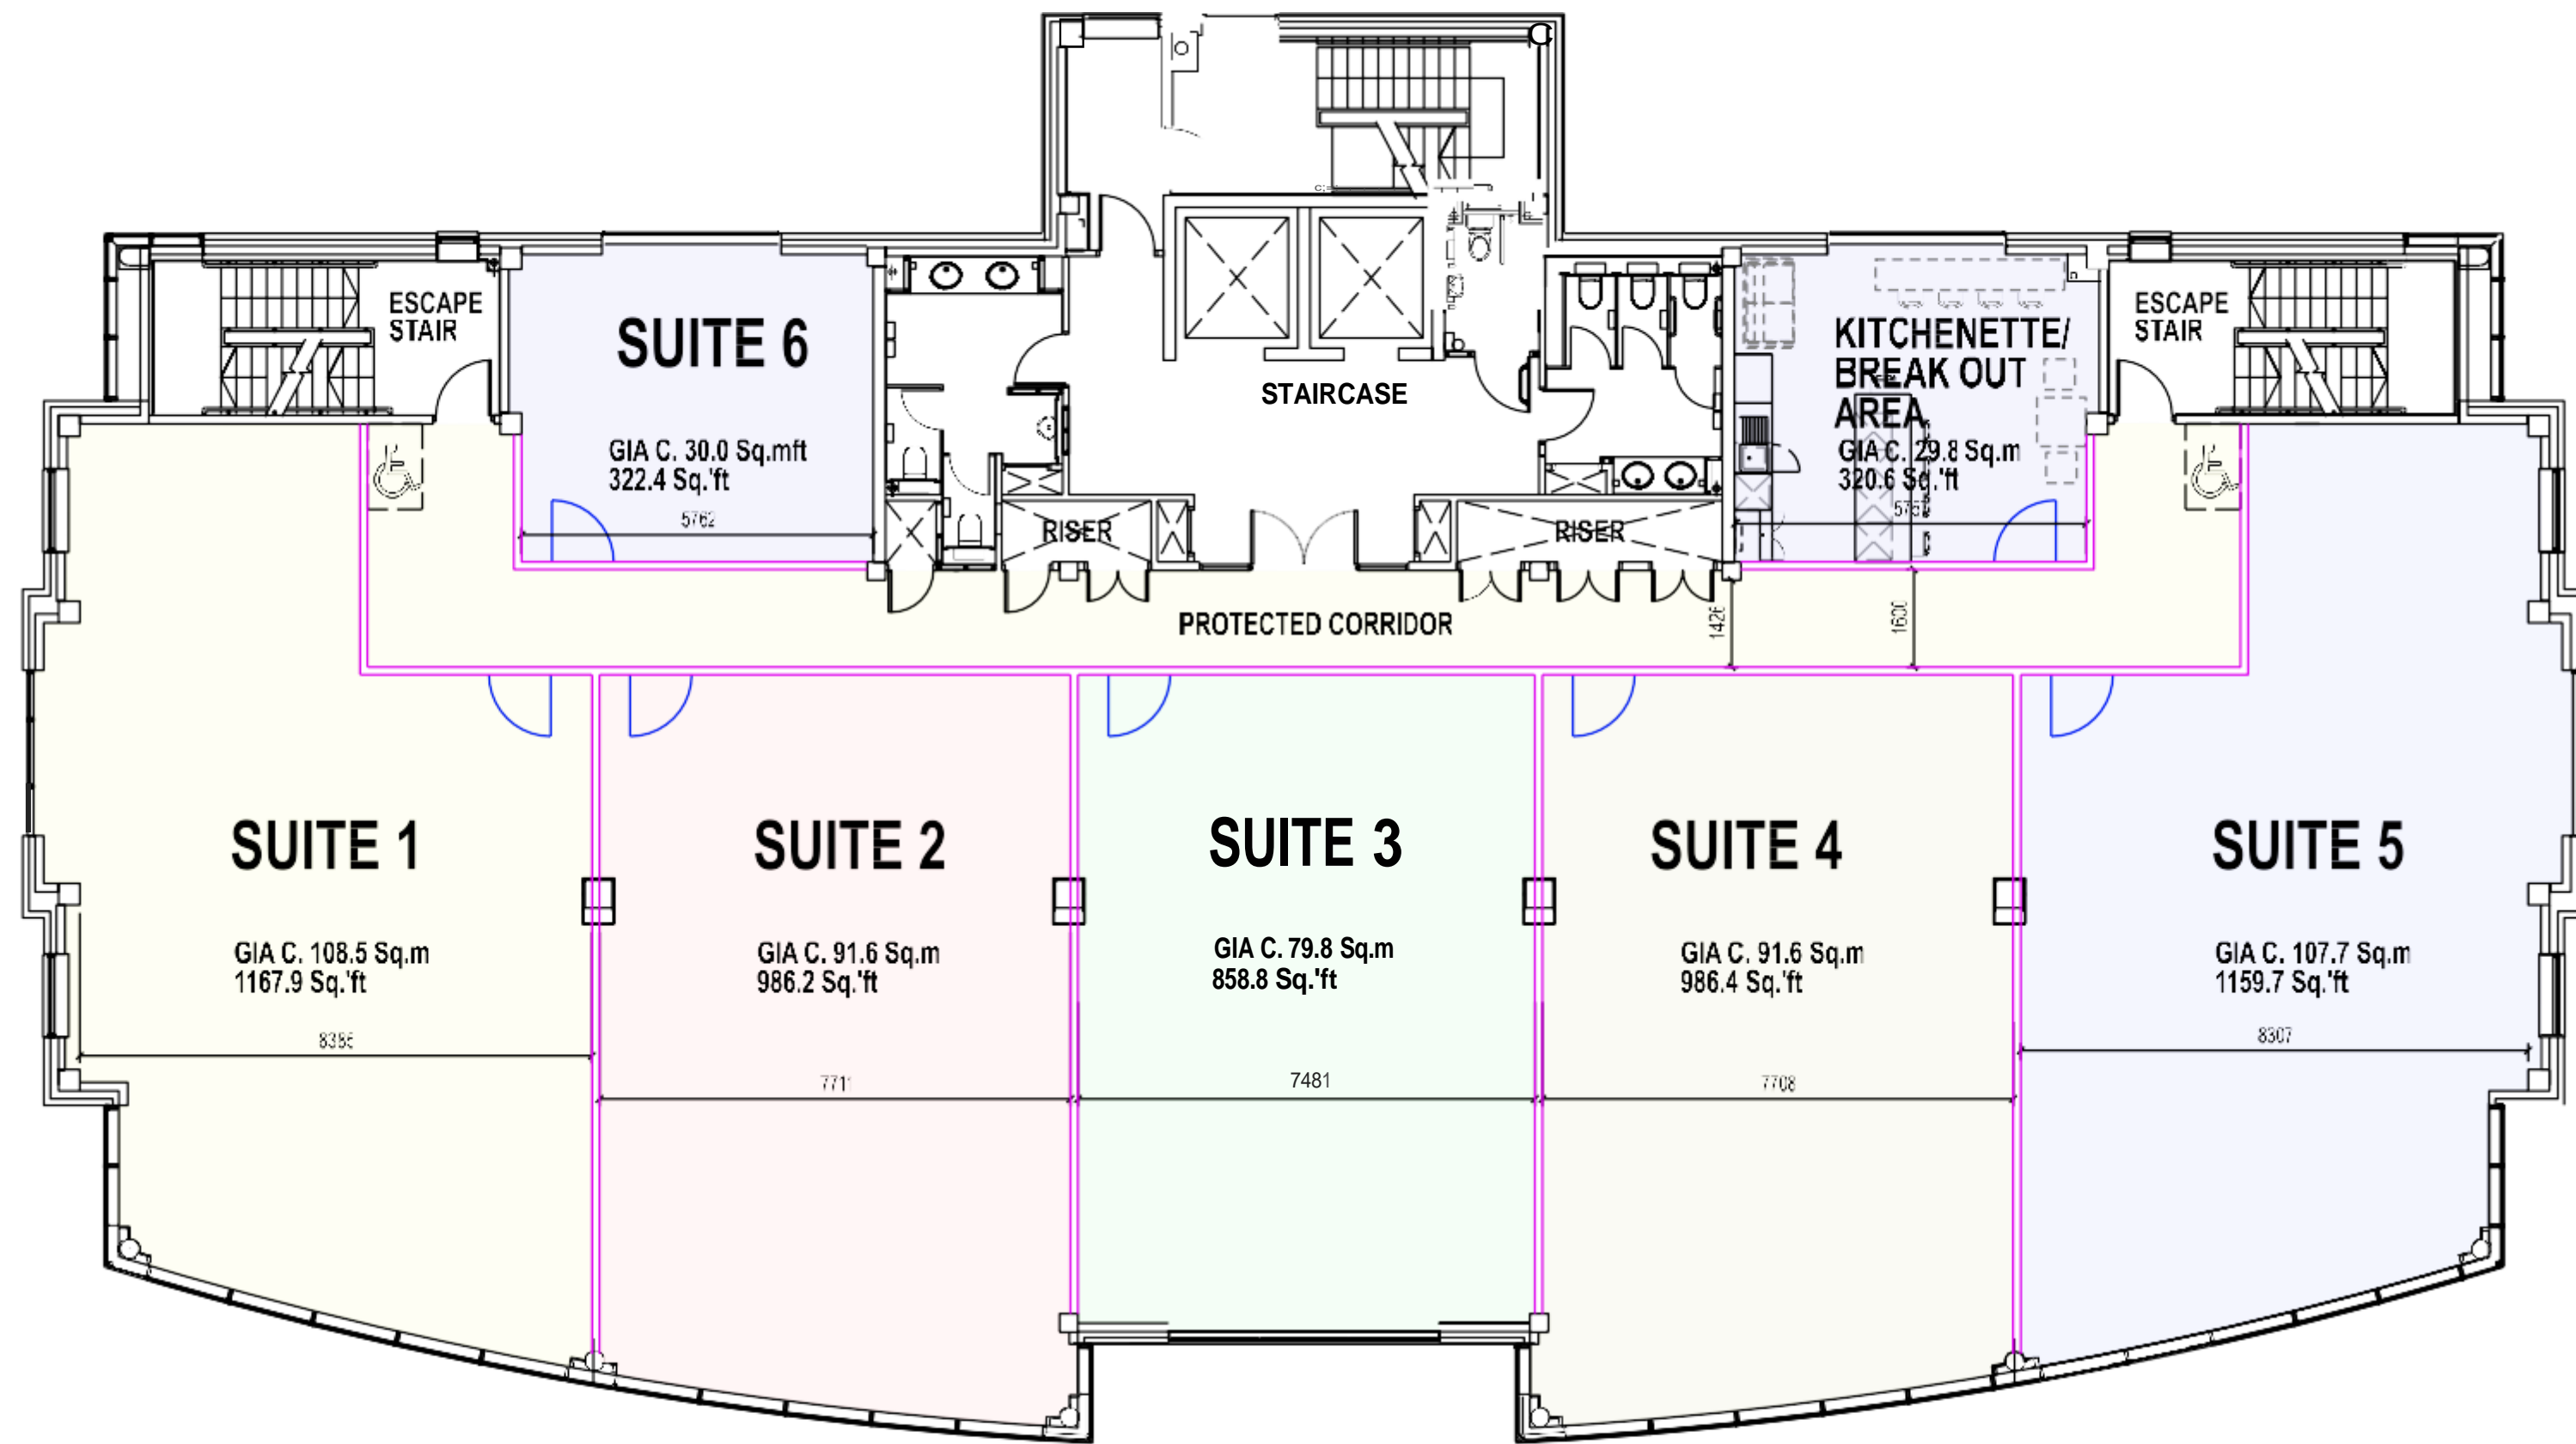 ESCAPE
STAIR
SUITE 6
GIA C. 30.0 Sq.mft
322.4 Sq.'ft
5762
STAIRCASE
KITCHENETTE/
BREAK OUT
AREA
GIA C. 29.8 Sq.m
320.6 Sq.'ft
ESCAPE
STAIR
RISER
RISER
PROTECTED CORRIDOR
1600
SUITE 1
GIA C. 108.5 Sq.m
1167.9 Sq.'ft
SUITE 2
GIA C. 91.6 Sq.m
986.2 Sq.'ft
SUITE 3
GIA C. 79.8 Sq.m
858.8 Sq.'ft
7481
SUITE 4
GIA C. 91.6 Sq.m
986.4 Sq.'ft
7708
SUITE 5
GIA C. 107.7 Sq.m
1159.7 Sq.'ft
8307